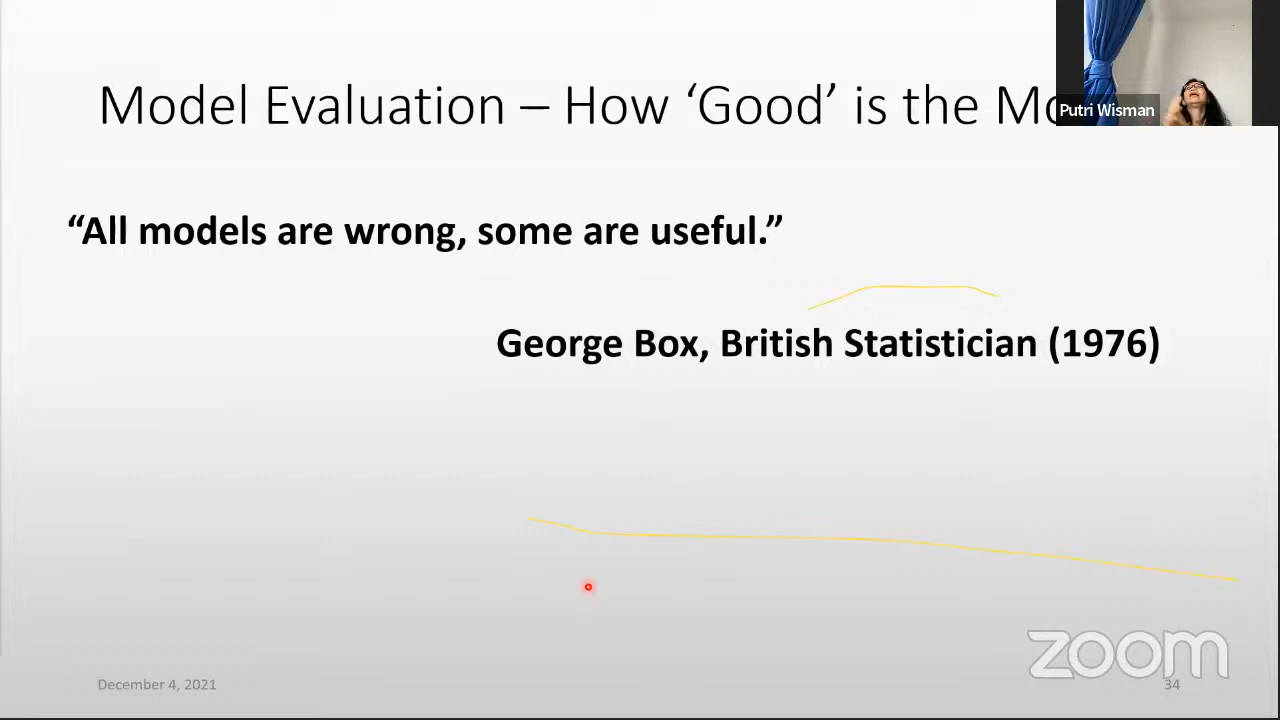 Model Evaluation – How ‘Good’ is the
Putri Wisman
“All models are wrong, some are useful.”
George Box, British Statistician (1976)
zoom
December 4, 2021
34